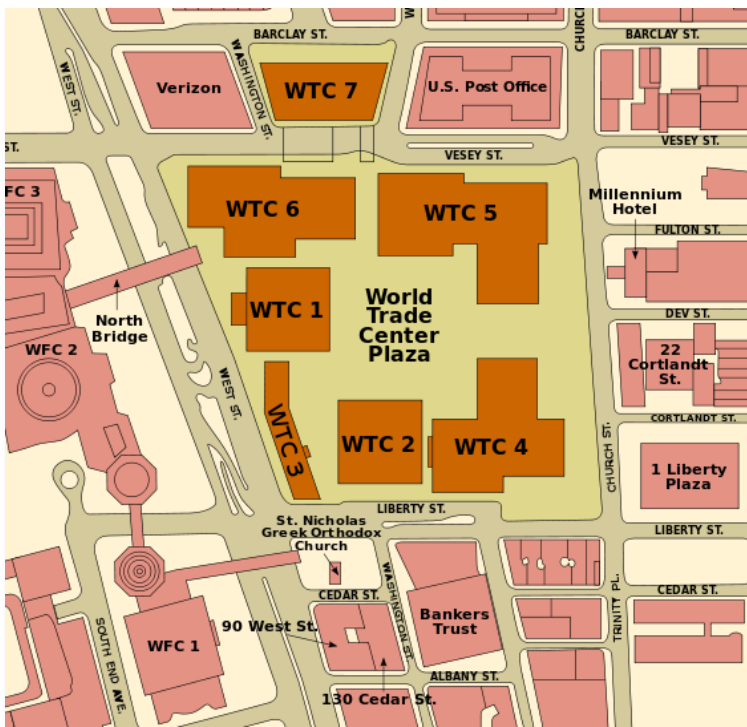 BARCLAY ST.
CHURCH
BARCLAY ST.
WEST ST.
WASHINGTON ST.
Verizon
WTC 7
U.S. Post Office
VESEY ST.
ST.
VESEY ST.
FC 3
WTC 6
WTC 5
Millennium
Hotel
FULTON ST.
North
Bridge
WTC 1
World
Trade
Center
Plaza
DEV ST.
WFC 2
22
Cortlandt
St.
WEST ST.
WTC 3
WTC 2
WTC 4
CORTLANDT ST.
CHURCH ST.
1 Liberty
Plaza
LIBERTY ST.
LIBERTY ST.
St. Nicholas
Greek Orthodox
Church
WASHINGTON ST.
CEDAR ST.
CEDAR ST.
TRINITY PL.
Bankers
Trust
90 West St.
WFC 1
SOUTH END AVE.
130 Cedar St.
ALBANY ST.